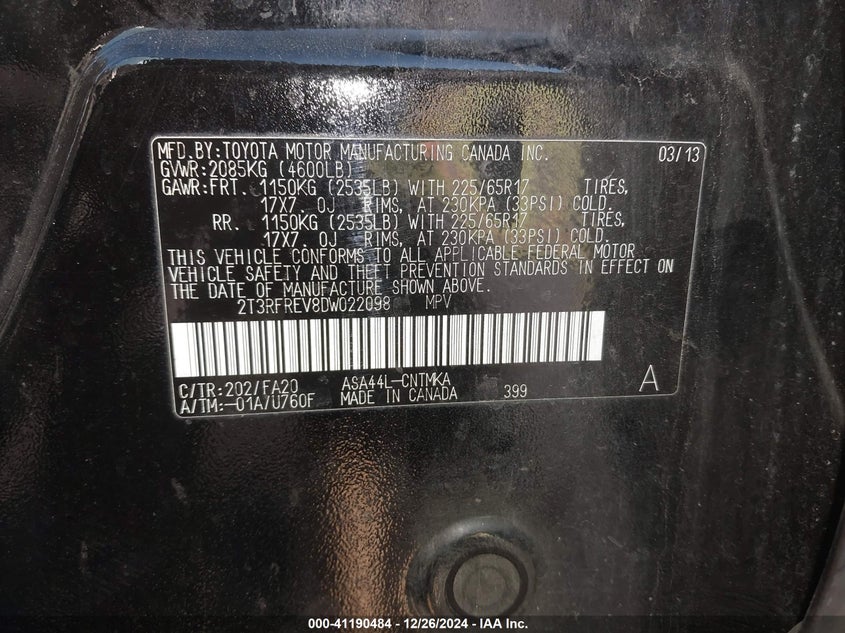 MFD.BY:TOYOTA MOTOR MANUFACTURING CANADA INC. 03/13
GVWR:2085KG (4600LB)
GAWR:FRT. 1150KG (2535LB) WITH 225/65R17 TIRES,
17X7. 0J RIMS, AT 230KPA (33PSI) COLD.
RR. 1150KG (2535LB) WITH 225/65R17 TIRES,
17X7. 0J RIMS, AT 230KPA (33PSI) COLD.
THIS VEHICLE CONFORMS TO ALL APPLICABLE FEDERAL MOTOR
VEHICLE SAFETY AND THEFT PREVENTION STANDARDS IN EFFECT ON
THE DATE OF MANUFACTURE SHOWN ABOVE.
2T3RFREV8DW022098 MPV
C/TR:202/FA20 ASA44L-CNTMKA A
A/TM:-01A/U760F MADE IN CANADA 399
000-41190484 - 12/26/2024 - IAA Inc.